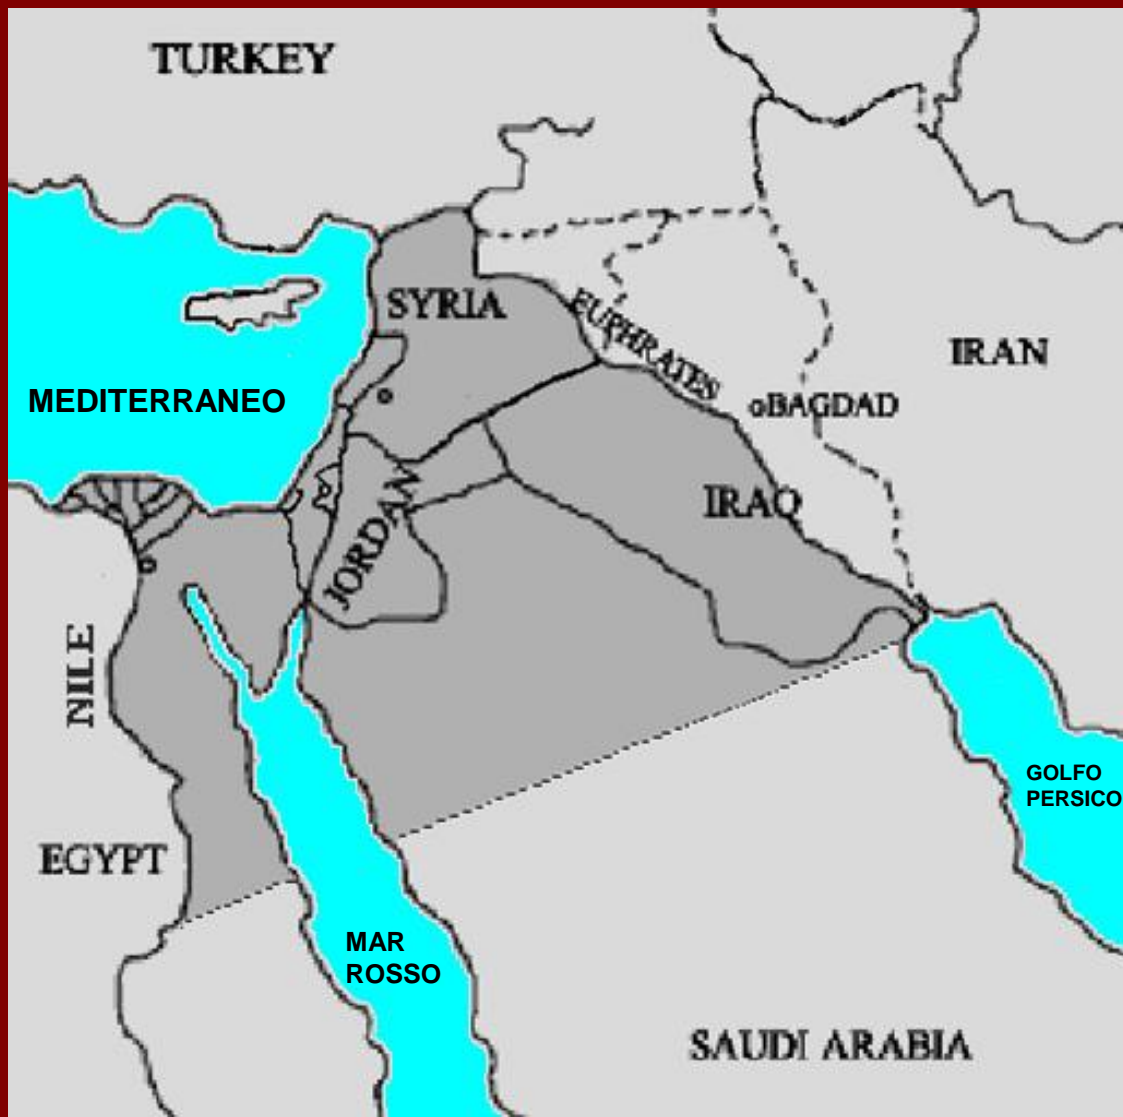 TURKEY
SYRIA
EUPHRATES
IRAN
MEDITERRANEO
oBAGDAD
IRAQ
JORDAN
NILE
GOLFO
PERSICO
EGYPT
MAR
ROSSO
SAUDI ARABIA